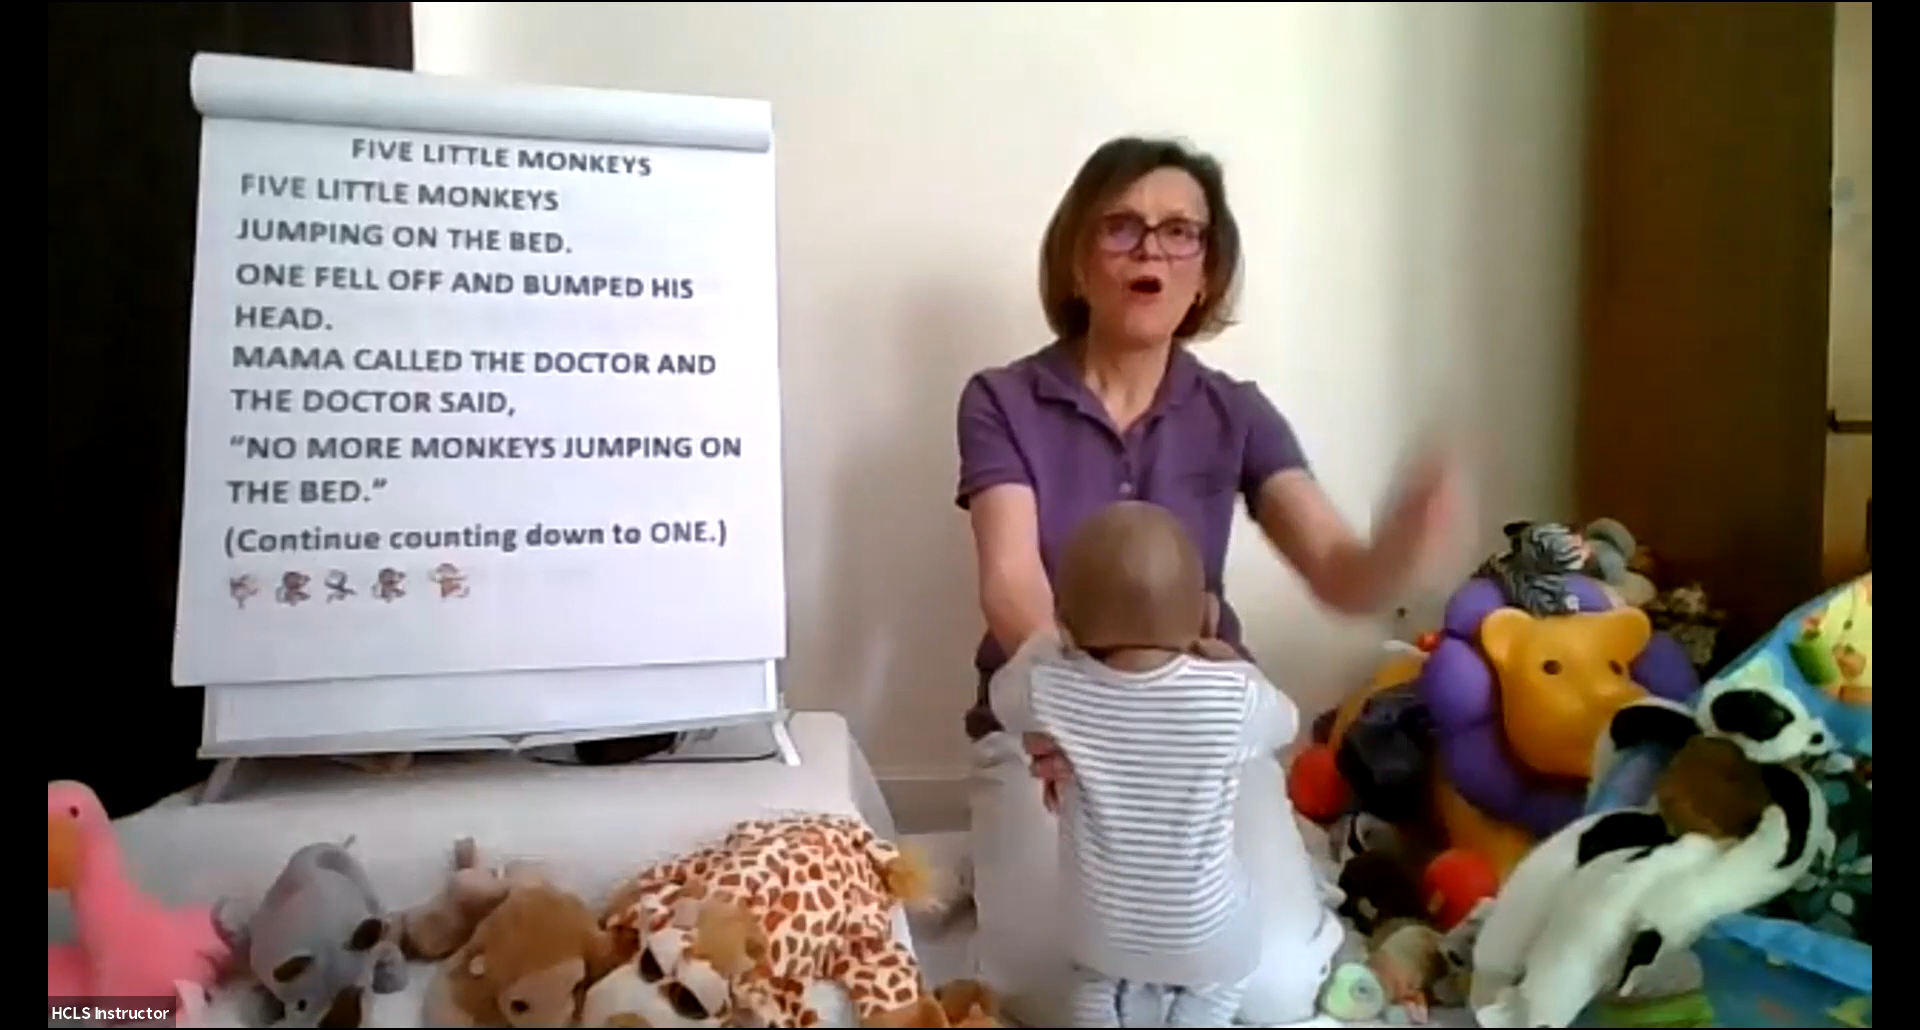 FIVE LITTLE MONKEYS
FIVE LITTLE MONKEYS
JUMPING ON THE BED.
ONE FELL OFF AND BUMPED HIS
HEAD.
MAMA CALLED THE DOCTOR AND
THE DOCTOR SAID,
“NO MORE MONKEYS JUMPING ON
THE BED.”
(Continue counting down to ONE.)
HCLS Instructor